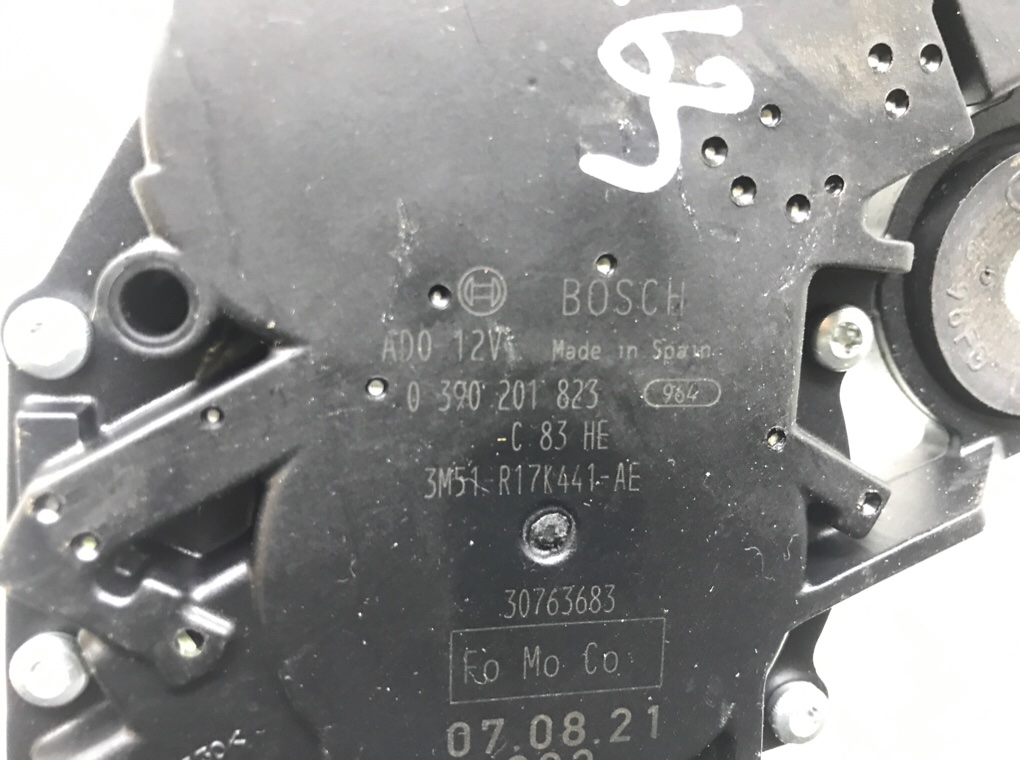 BOSCH
AD0 12V Made in Spain
0 390 201 823 964
C 83 HE
3M51-R17K441-AE
30763683
Fo Mo Co
07.08.21